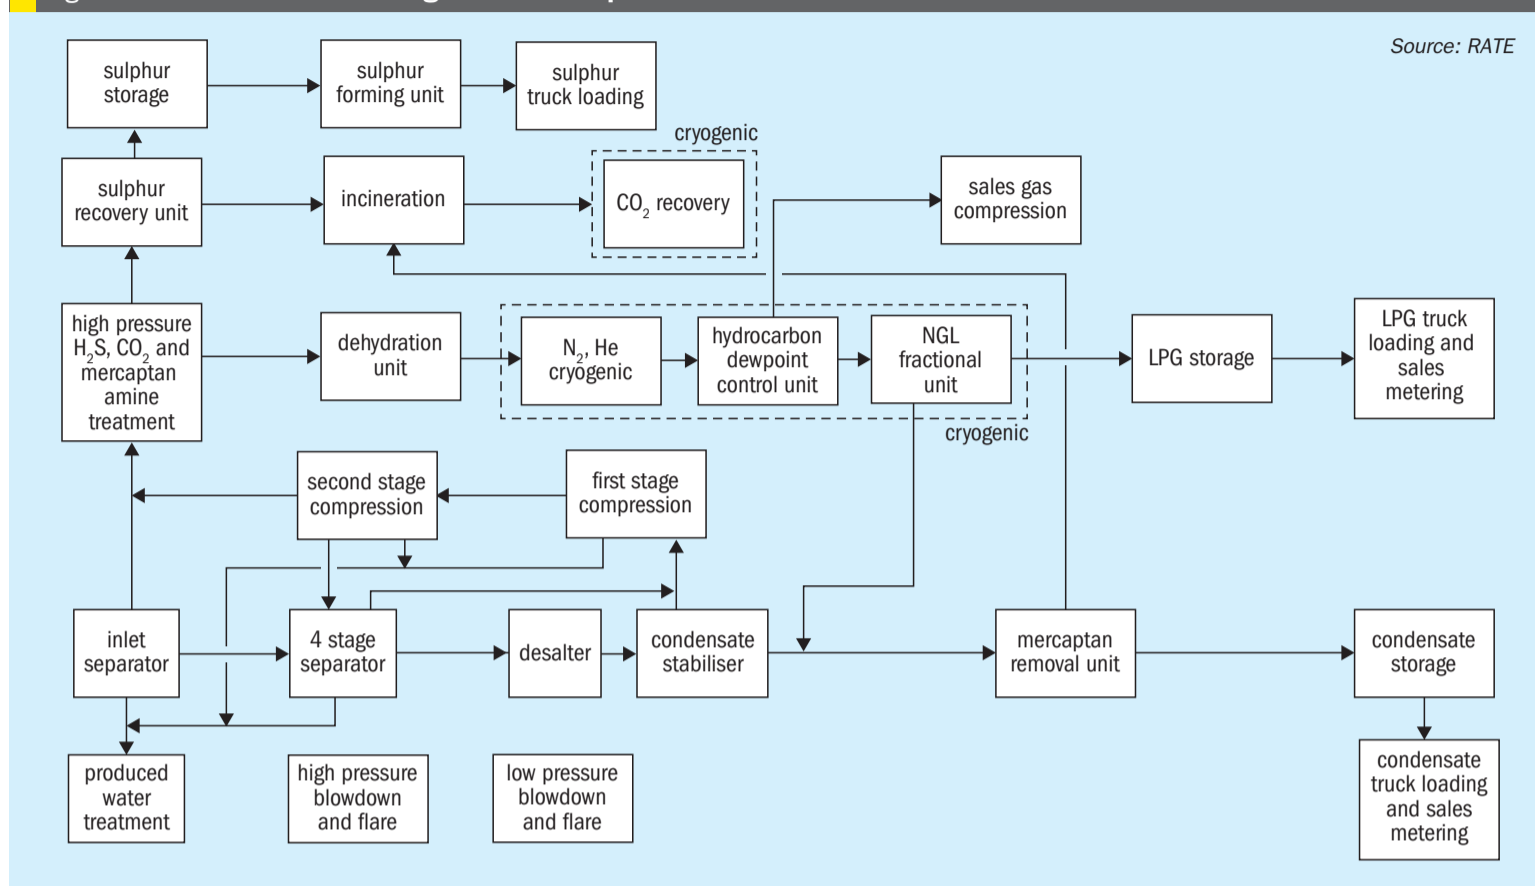 Source: RATE
sulphur
storage
sulphur
forming unit
sulphur
truck loading
cryogenic
sulphur
recovery unit
incineration
CO₂ recovery
sales gas
compression
high pressure
H₂S, CO₂ and
mercaptan
amine
treatment
dehydration
unit
N₂, He
cryogenic
hydrocarbon
dewpoint
control unit
NGL
fractional
unit
cryogenic
LPG storage
LPG truck
loading and
sales
metering
second stage
compression
first stage
compression
inlet
separator
4 stage
separator
desalter
condensate
stabiliser
mercaptan
removal unit
condensate
storage
produced
water
treatment
high pressure
blowdown
and flare
low pressure
blowdown
and flare
condensate
truck loading
and sales
metering